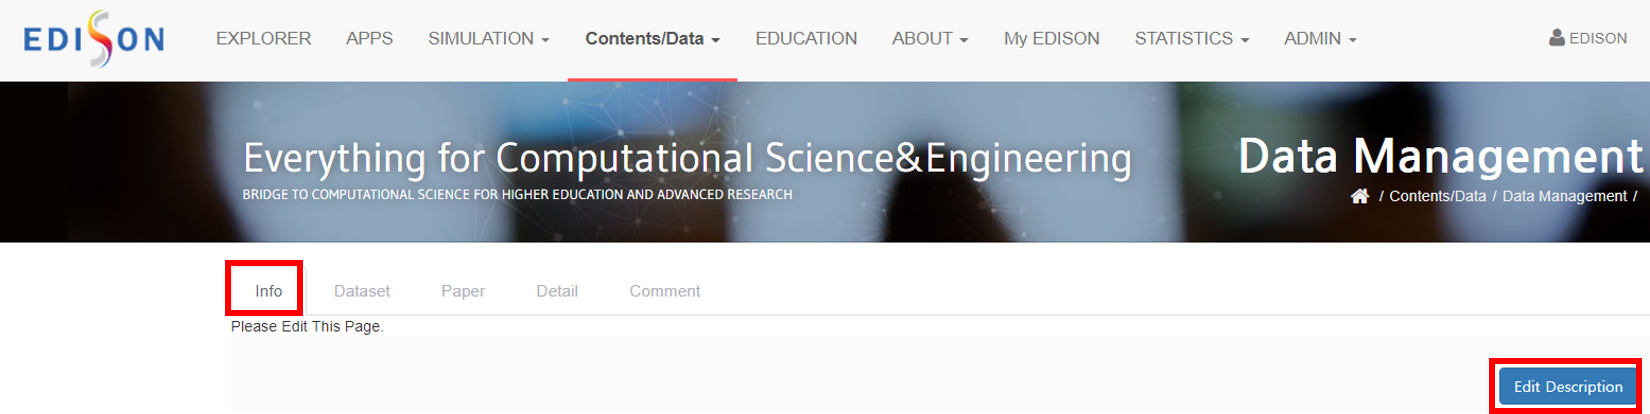 EDISON EXPLORER APPS SIMULATION Contents/Data EDUCATION ABOUT My EDISON STATISTICS ADMIN EDISON
Everything for Computational Science&Engineering
BRIDGE TO COMPUTATIONAL SCIENCE FOR HIGHER EDUCATION AND ADVANCED RESEARCH
Data Management
/ Contents/Data / Data Management /
Info Dataset Paper Detail Comment
Please Edit This Page.
Edit Description